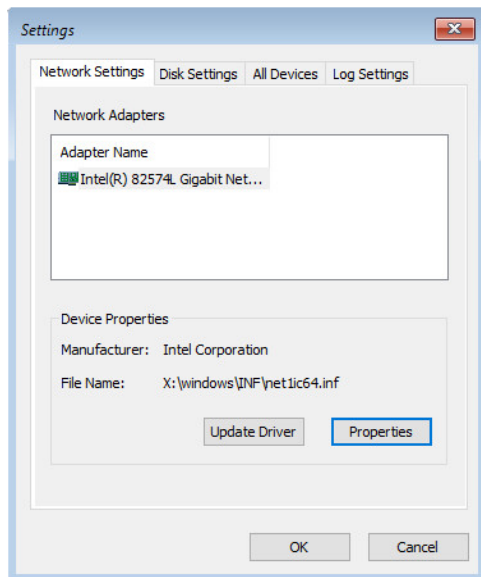 Settings
Network Settings Disk Settings All Devices Log Settings
Network Adapters
Adapter Name
Intel(R) 82574L Gigabit Net...
Device Properties
Manufacturer: Intel Corporation
File Name: X:\windows\INF\net1ic64.inf
Update Driver Properties
OK Cancel